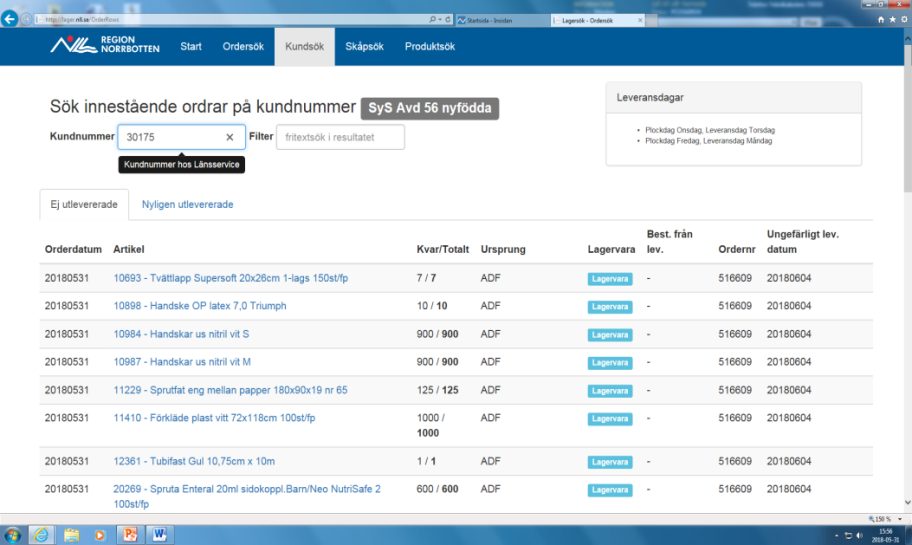 http://lager.nll.se/Orderflowe
Startsida - Insidan
Lagersök - Ordersök
REGION
NORRBOTTEN
Start Ordersök Kundsök Skåpsök Produktsök
Sök innestående ordrar på kundnummer SyS Avd 56 nyfödda
Kundnummer 30175 Filter fritextsök i resultatet
Kundnummer hos Länsservice
Leveransdagar
Plockdag Onsdag, Leveransdag Torsdag
Plockdag Fredag, Leveransdag Måndag
Ej utlevererade Nyligen utlevererade
Orderdatum Artikel Kvar/Totalt Ursprung Lagervara Best. från lev. Ordernr Ungefärligt lev. datum
20180531 10693 - Tvättlapp Supersoft 20x26cm 1-lags 150st/fp 7 / 7 ADF Lagervara - 516609 20180604
20180531 10898 - Handske OP latex 7,0 Triumph 10 / 10 ADF Lagervara - 516609 20180604
20180531 10984 - Handskar us nitril vit S 900 / 900 ADF Lagervara - 516609 20180604
20180531 10987 - Handskar us nitril vit M 900 / 900 ADF Lagervara - 516609 20180604
20180531 11229 - Sprutfat eng mellan papper 180x90x19 nr 65 125 / 125 ADF Lagervara - 516609 20180604
20180531 11410 - Förkläde plast vitt 72x118cm 100st/fp 1000 / 1000 ADF Lagervara - 516609 20180604
20180531 12361 - Tubifast Gul 10,75cm x 10m 1 / 1 ADF Lagervara - 516609 20180604
20180531 20269 - Spruta Enteral 20ml sidokoppl.Barn/Neo NutriSafe 2 100st/fp 600 / 600 ADF Lagervara - 516609 20180604
150 %
15:56
2018-05-31